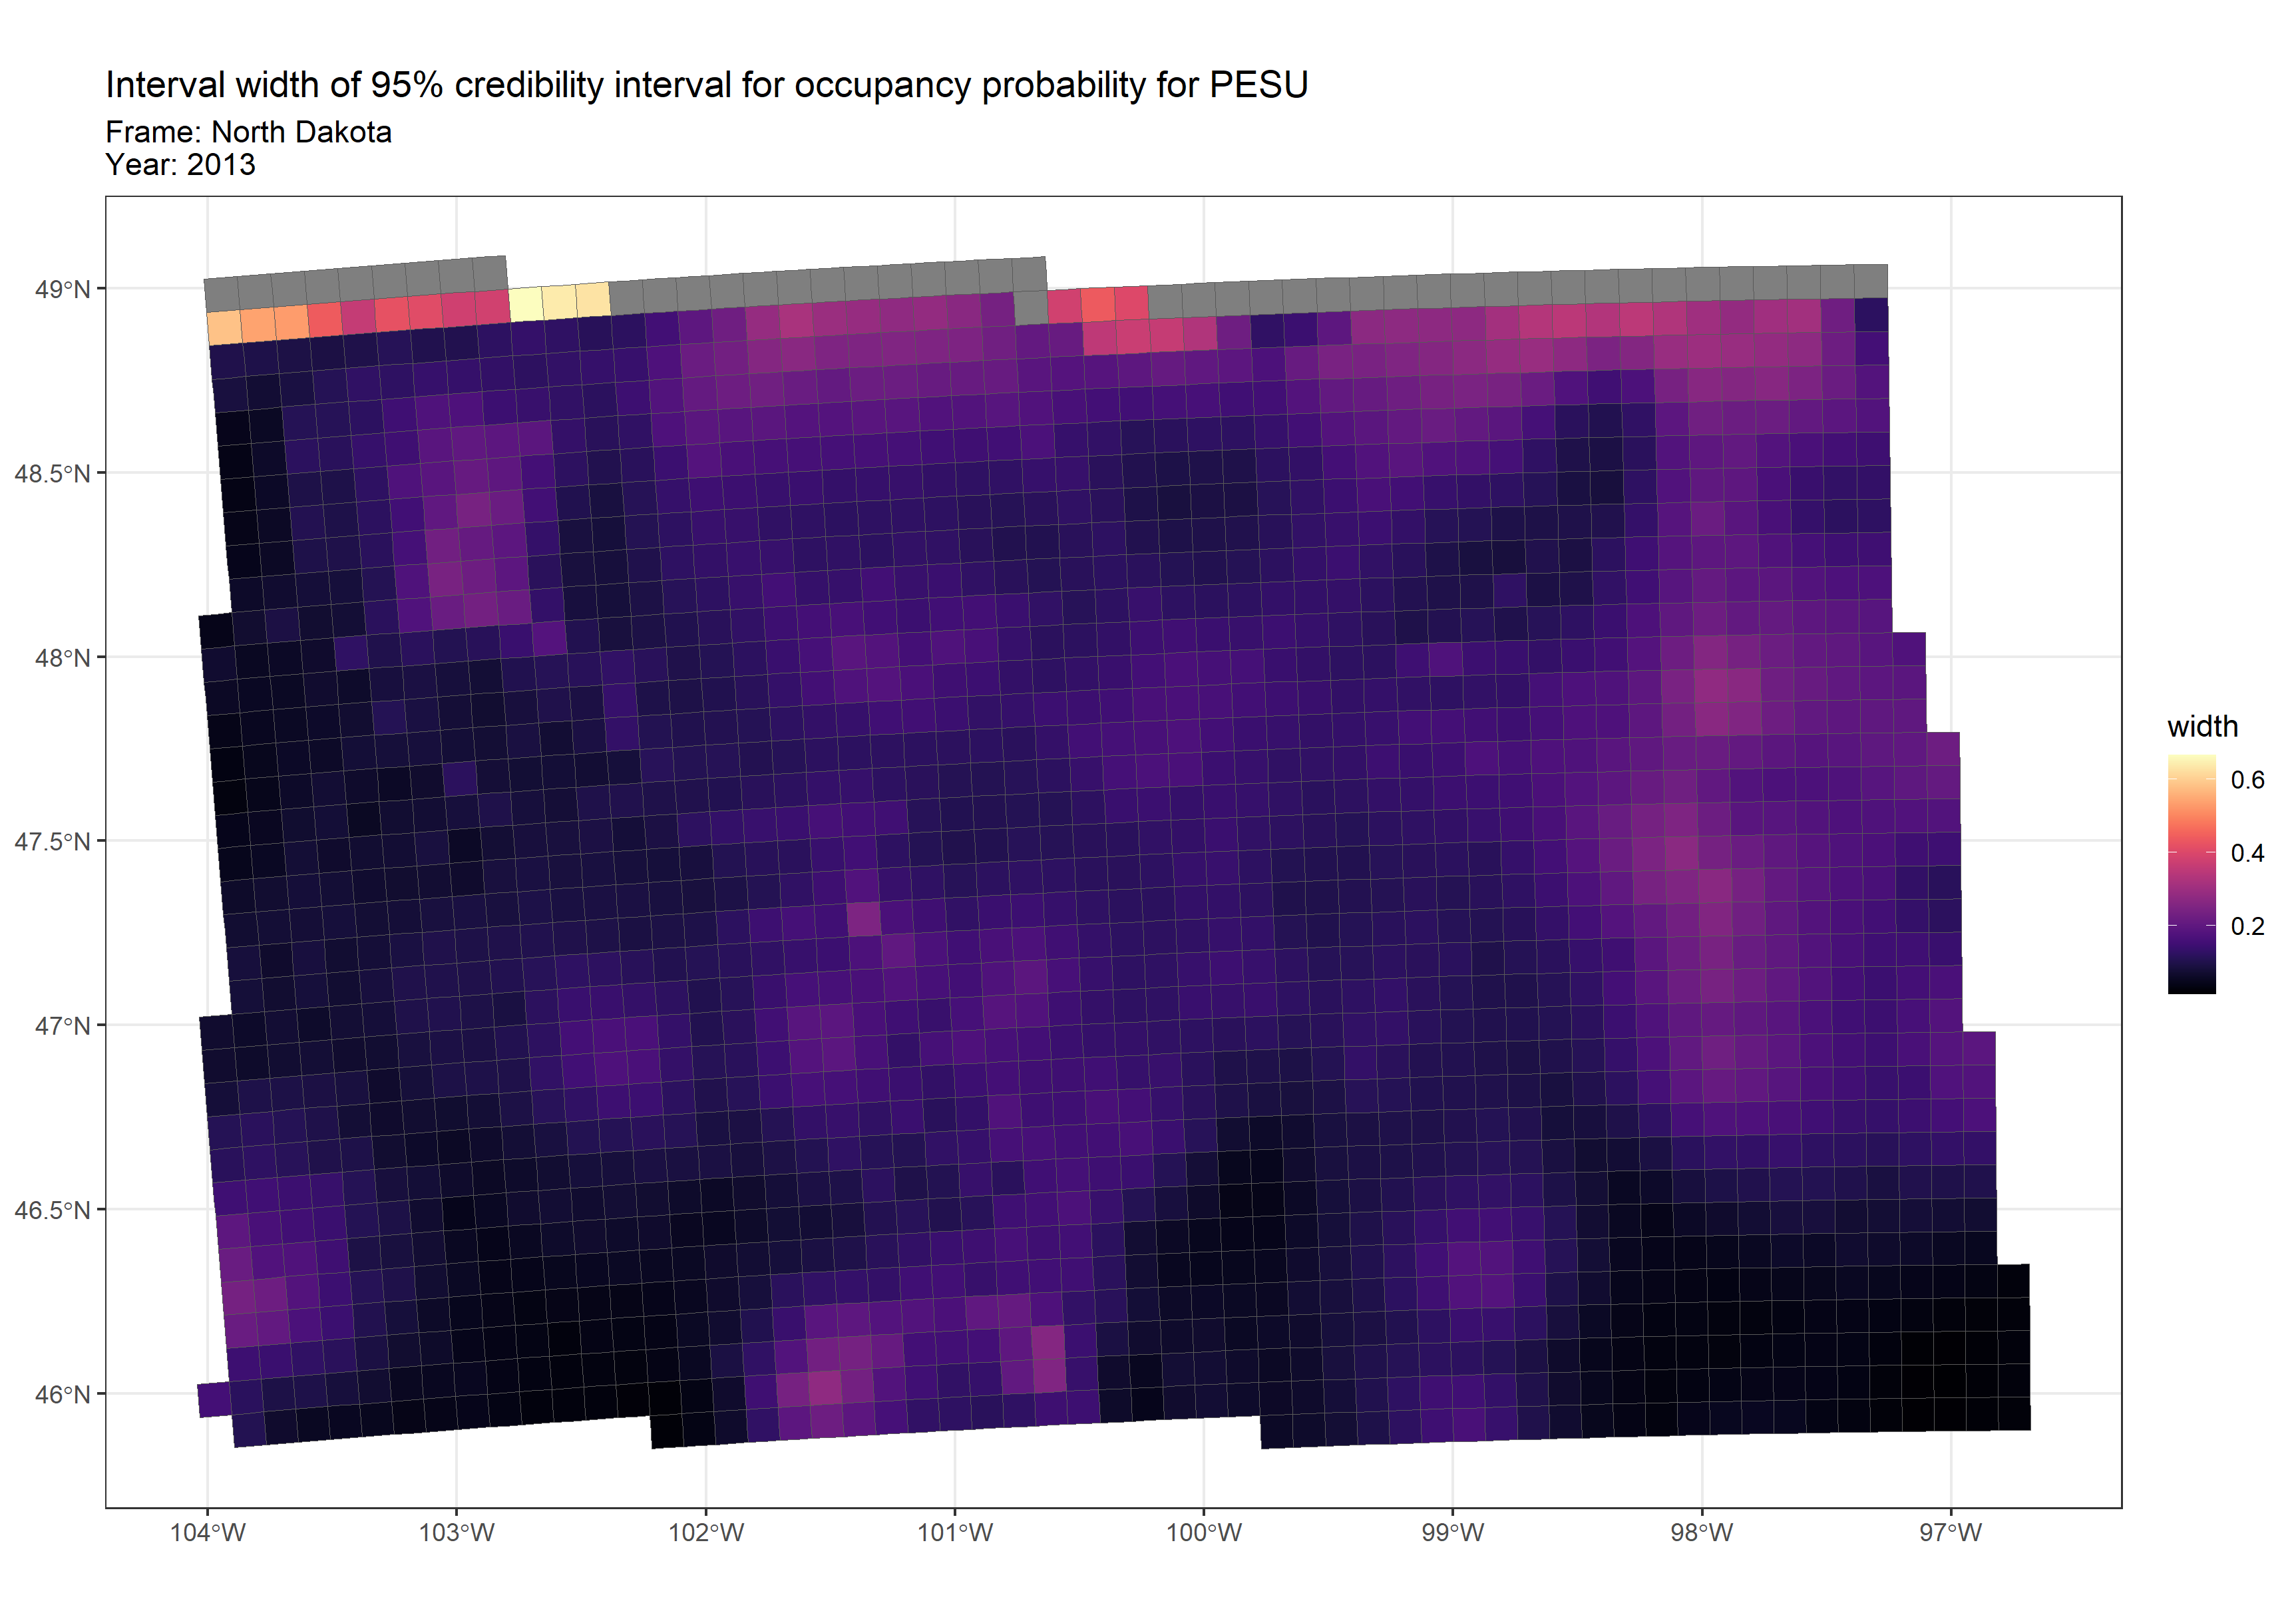 Interval width of 95% credibility interval for occupancy probability for PESU
Frame: North Dakota
Year: 2013
49°N
48.5°N
48°N
47.5°N
47°N
46.5°N
46°N
104°W 103°W 102°W 101°W 100°W 99°W 98°W 97°W
width
0.6
0.4
0.2